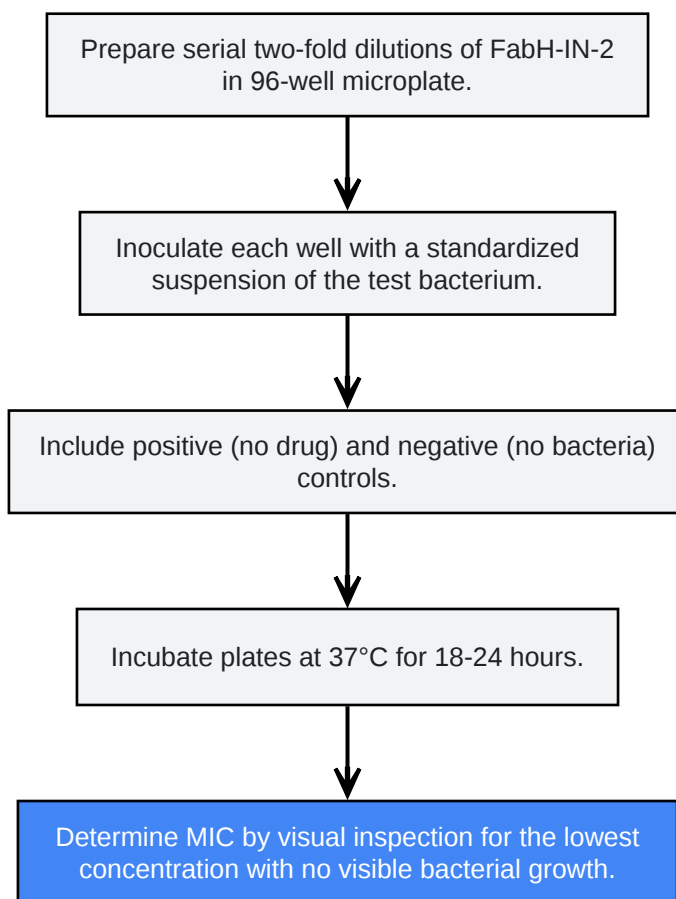 Prepare serial two-fold dilutions of FabH-IN-2
in 96-well microplate.
Inoculate each well with a standardized
suspension of the test bacterium.
Include positive (no drug) and negative (no bacteria)
controls.
Incubate plates at 37°C for 18-24 hours.
Determine MIC by visual inspection for the lowest
concentration with no visible bacterial growth.